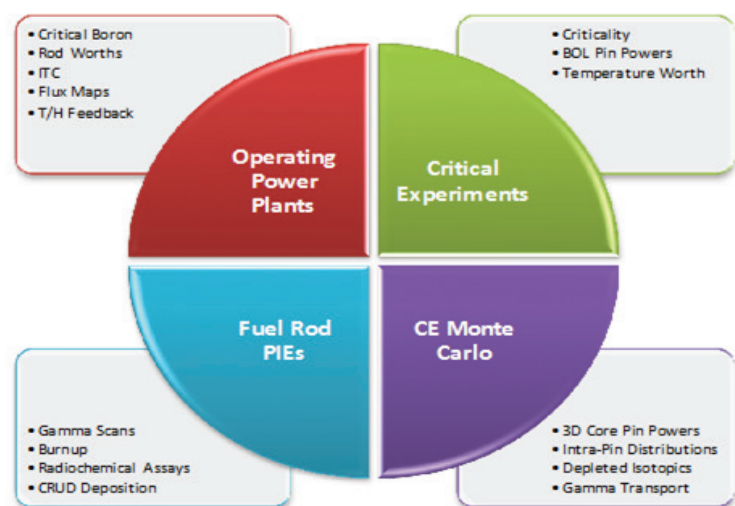 • Critical Boron
• Rod Worths
• ITC
• Flux Maps
• T/H Feedback
• Criticality
• BOL Pin Powers
• Temperature Worth
Operating
Power
Plants
Critical
Experiments
Fuel Rod
PIEs
CE Monte
Carlo
• Gamma Scans
• Burnup
• Radiochemical Assays
• CRUD Deposition
• 3D Core Pin Powers
• Intra-Pin Distributions
• Depleted Isotopics
• Gamma Transport